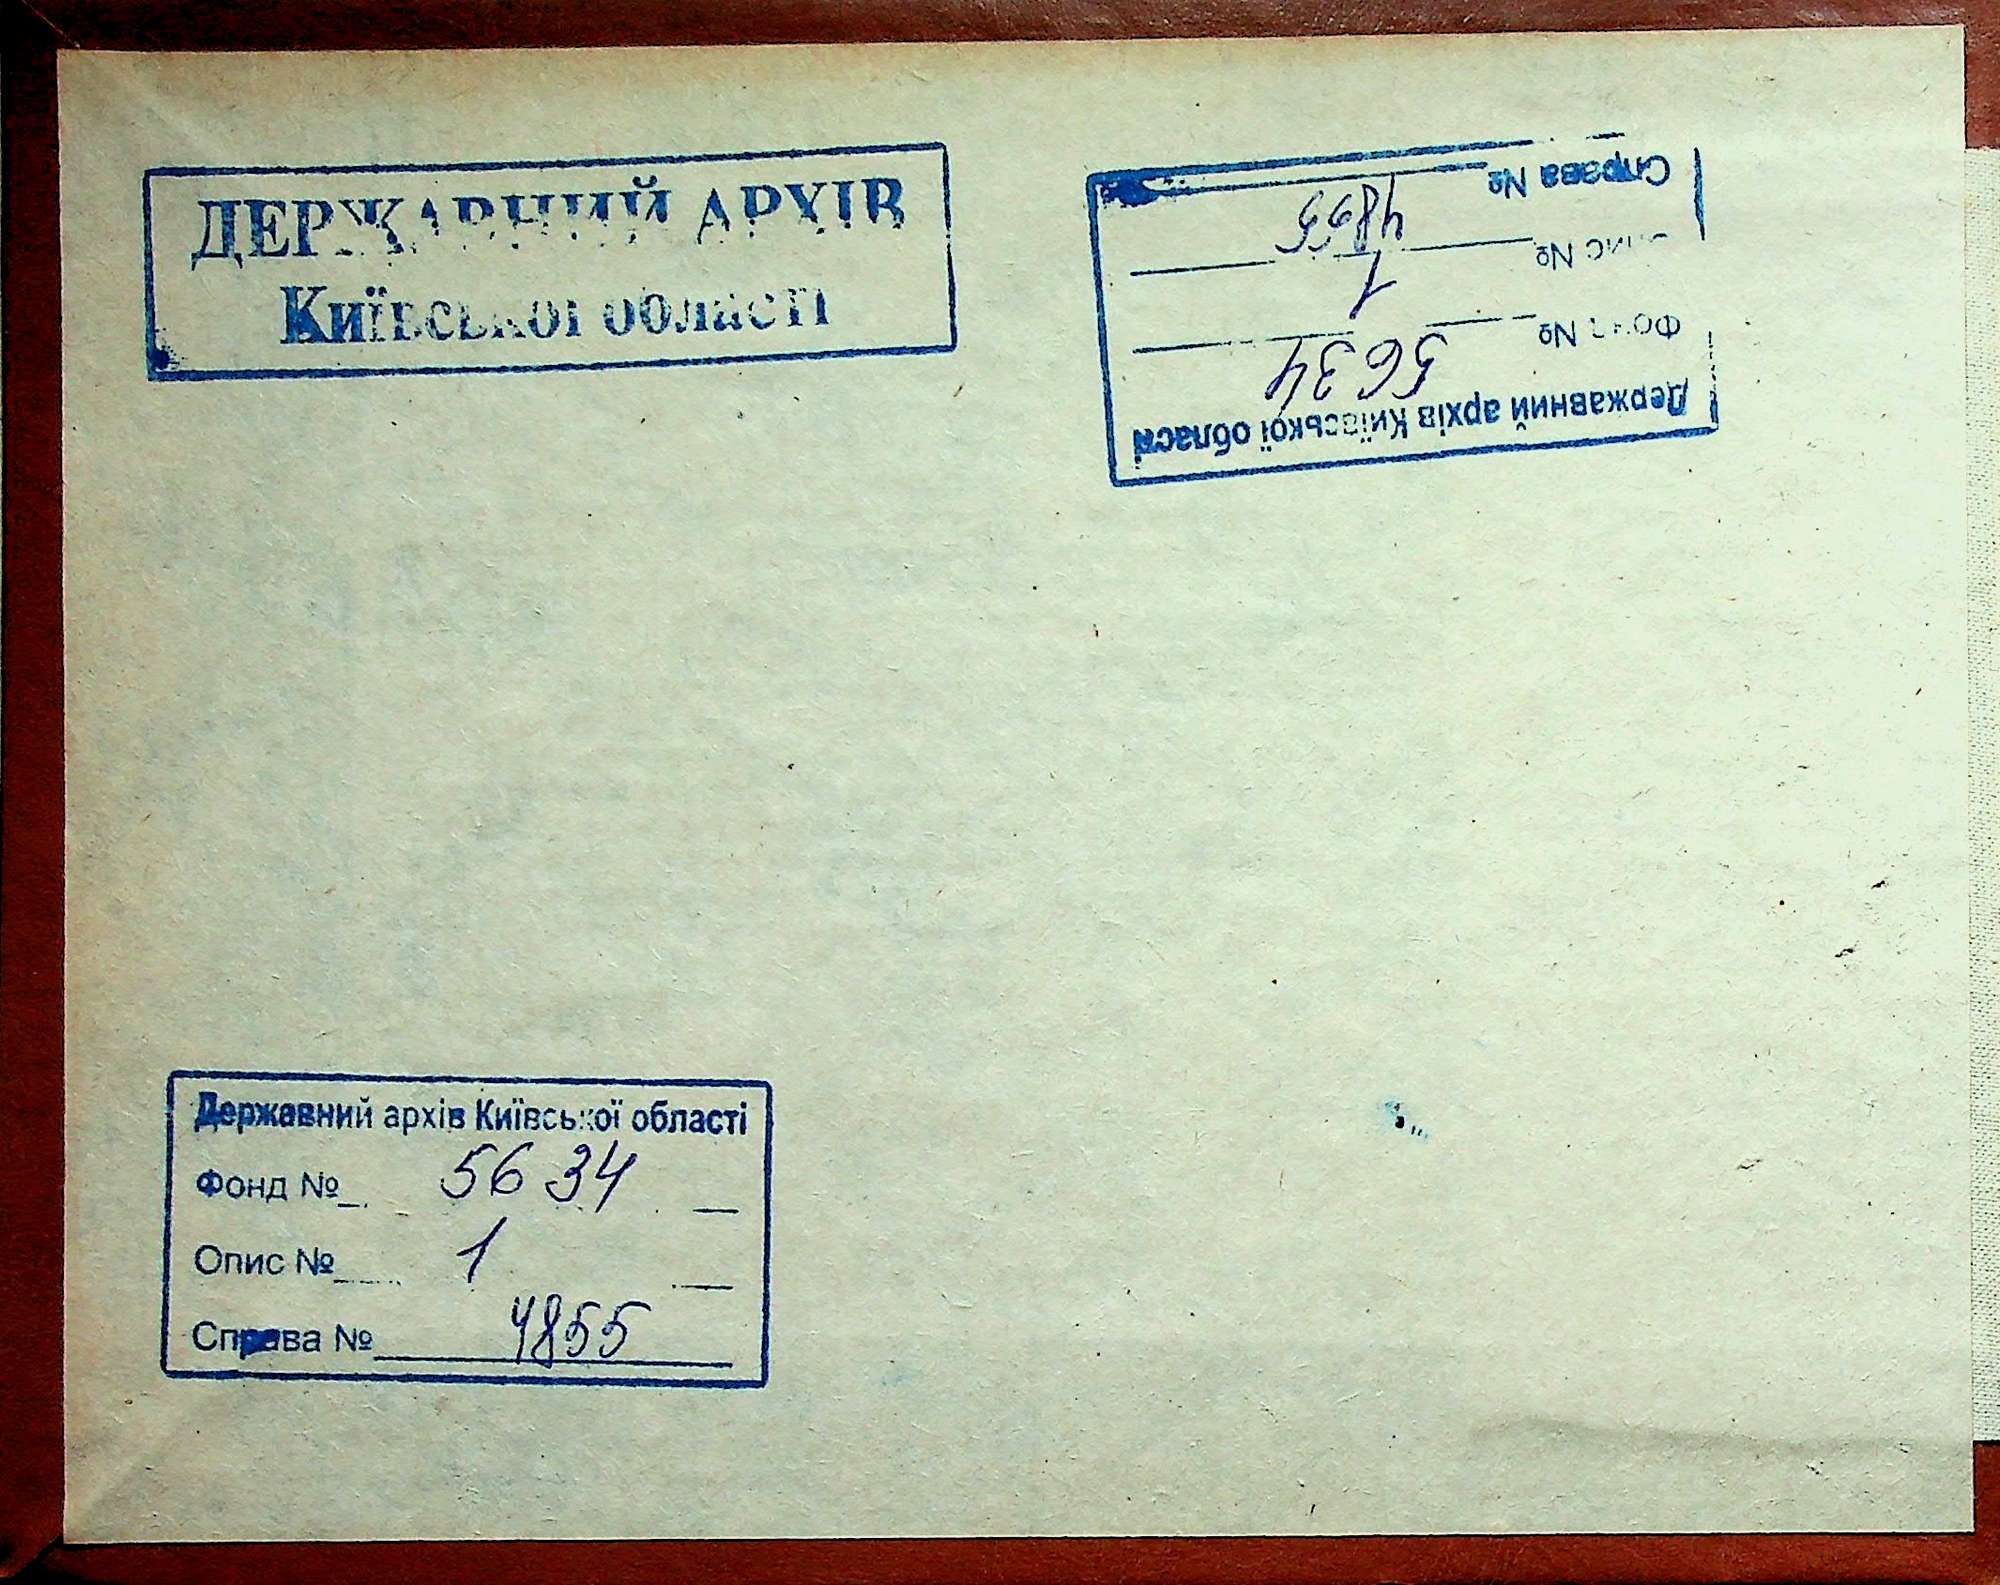 ДЕРЖАВНИЙ АРХІВ
Київської області
Державний архів Київської області
Фонд № 5634
Опис № 1
Справа № 4855
Державний архів Київської області
Фонд № 5634
Опис № 1
Справа № 4855